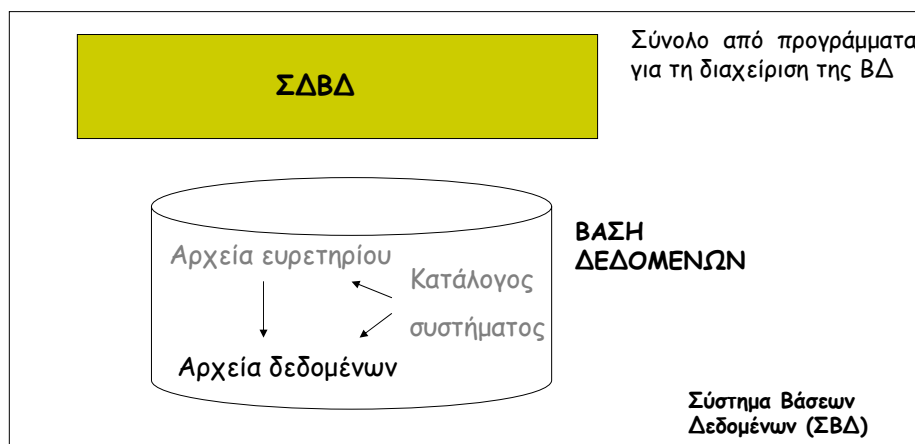 ΣΔΒΔ
Σύνολο από προγράμματα
για τη διαχείριση της ΒΔ
Αρχεία ευρετηρίου
Κατάλογος
συστήματος
Αρχεία δεδομένων
ΒΑΣΗ
ΔΕΔΟΜΕΝΩΝ
Σύστημα Βάσεων
Δεδομένων (ΣΒΔ)